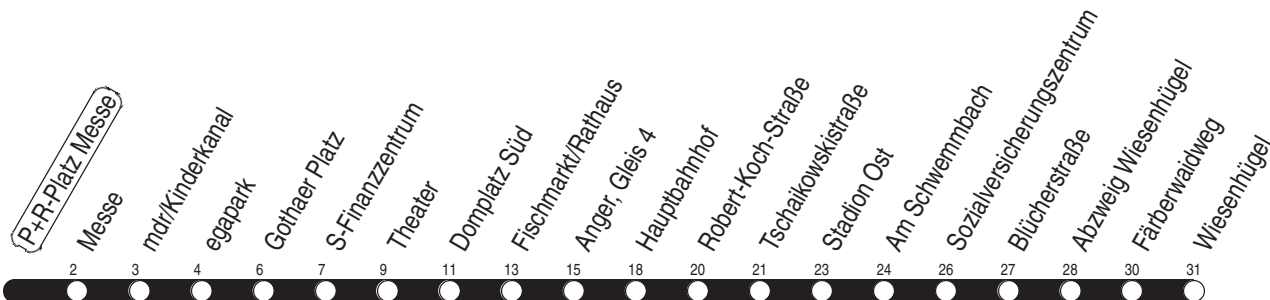 P+R-Platz Messe
Messe
mdr/Kinderkanal
egapark
Gothaer Platz
S-Finanzzentrum
Theater
Domplatz Süd
Fischmarkt/Rathaus
Anger, Gleis 4
Hauptbahnhof
Robert-Koch-Straße
Tschaikowskistraße
Stadion Ost
Am Schwemmbach
Sozialversicherungszentrum
Blücherstraße
Abzweig Wiesenhügel
Färberwaidweg
Wiesenhügel
2 3 4 6 7 9 11 13 15 18 20 21 23 24 26 27 28 30 31